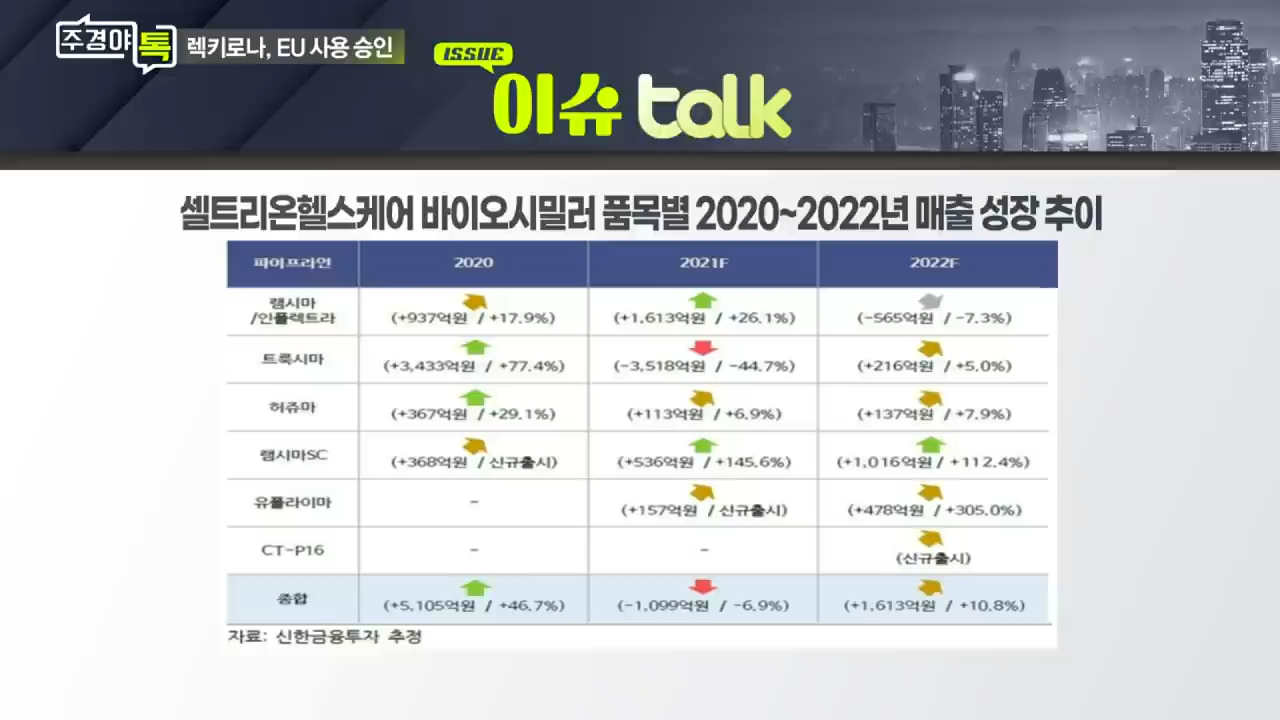 주경야톡 렉키로나, EU 사용 승인
ISSUE
이슈 talk
셀트리온헬스케어 바이오시밀러 품목별 2020~2022년 매출 성장 추이
파이프라인 2020 2021F 2022F
램시마
/인플렉트라 (+937억원 / +17.9%) (+1,613억원 / +26.1%) (-565억원 / -7.3%)
트룩시마 (+3,433억원 / +77.4%) (-3,518억원 / -44.7%) (+216억원 / +5.0%)
허쥬마 (+367억원 / +29.1%) (+113억원 / +6.9%) (+137억원 / +7.9%)
램시마SC (+368억원 / 신규출시) (+536억원 / +145.6%) (+1,016억원 / +112.4%)
유플라이마 - (+157억원 / 신규출시) (+478억원 / +305.0%)
CT-P16 - - (신규출시)
종합 (+5,105억원 / +46.7%) (-1,099억원 / -6.9%) (+1,613억원 / +10.8%)
자료: 신한금융투자 추정